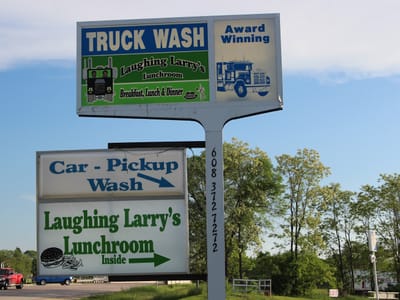 TRUCK WASH
Award
Winning
Laughing Larry's
Lunchroom
Breakfast, Lunch & Dinner
608 372 7272
Car - Pickup
Wash
Laughing Larry's
Lunchroom
Inside